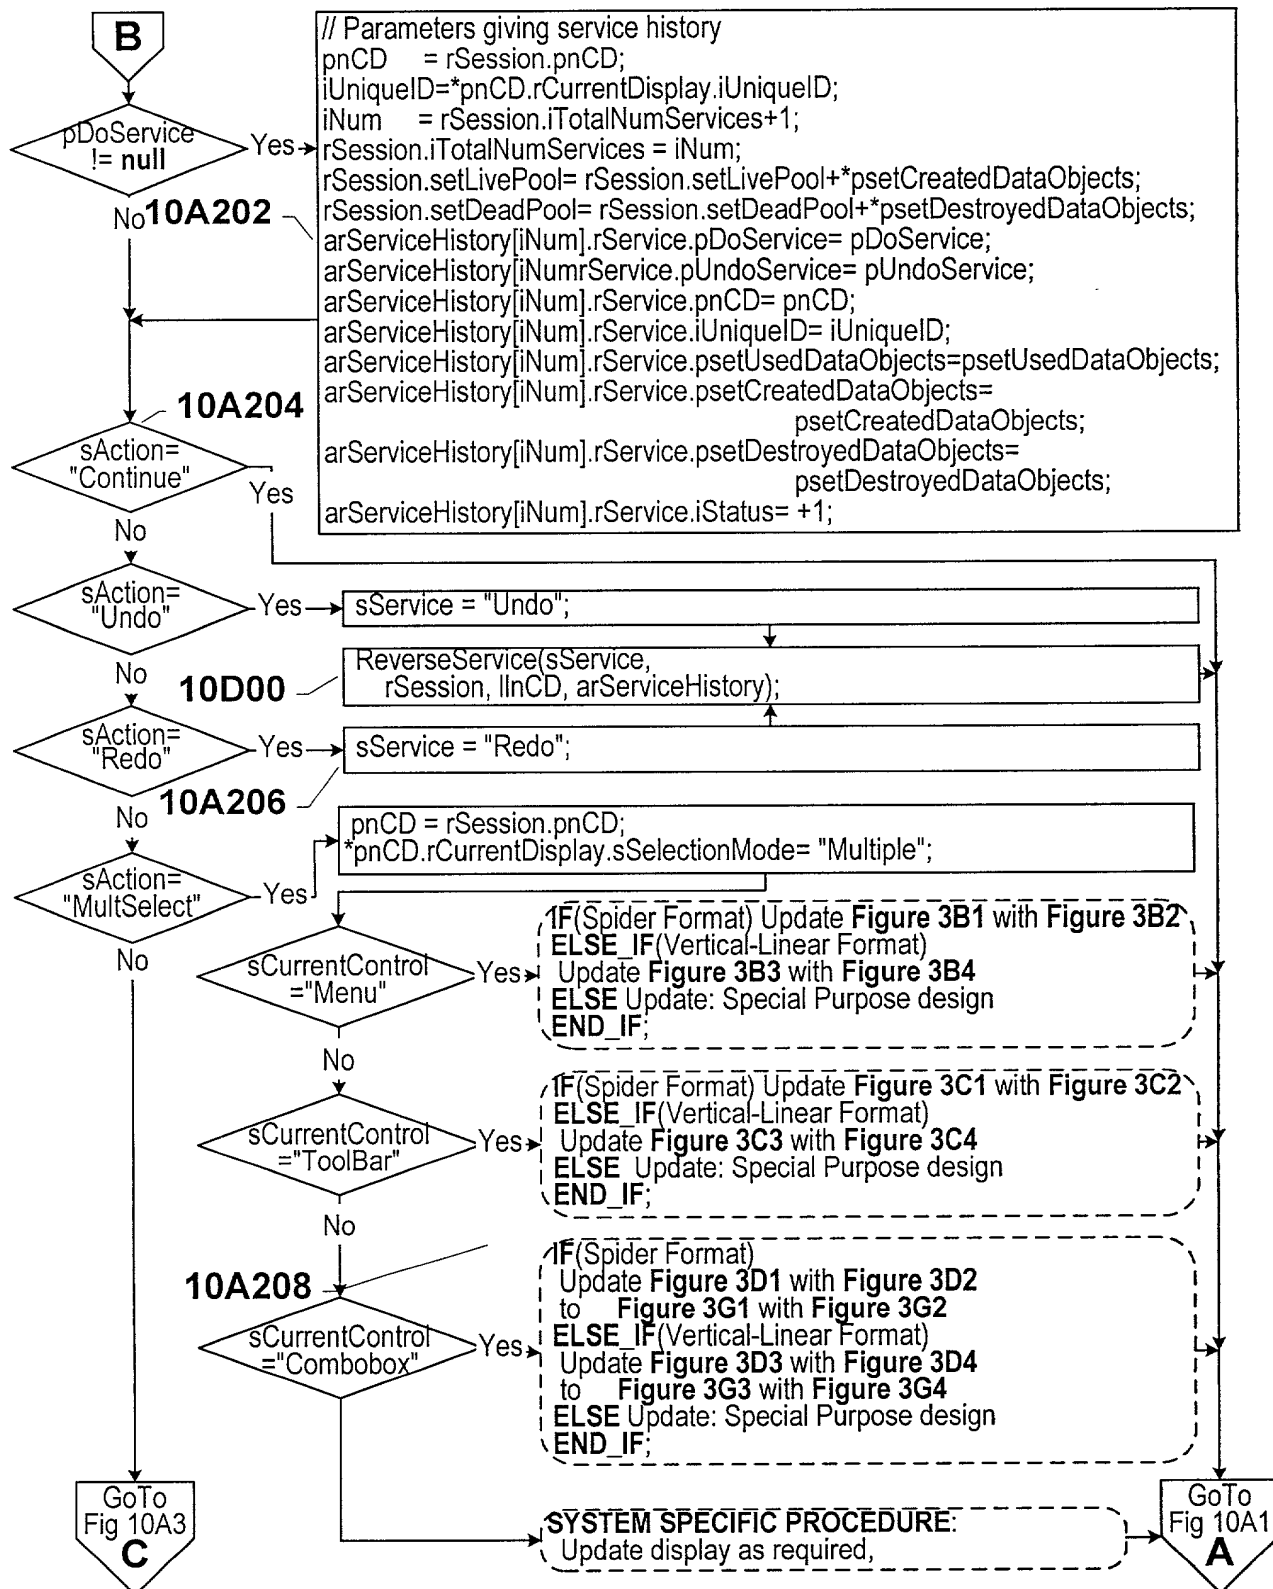 B
// Parameters giving service history
pnCD = rSession.pnCD;
iUniqueID=*pnCD.rCurrentDisplay.iUniqueID;
iNum = rSession.iTotalNumServices+1;
rSession.iTotalNumServices = iNum;
rSession.setLivePool= rSession.setLivePool+*psetCreatedDataObjects;
rSession.setDeadPool= rSession.setDeadPool+*psetDestroyedDataObjects;
arServiceHistory[iNum].rService.pDoService= pDoService;
arServiceHistory[iNumrService.pUndoService= pUndoService;
arServiceHistory[iNum].rService.pnCD= pnCD;
arServiceHistory[iNum].rService.iUniqueID= iUniqueID;
arServiceHistory[iNum].rService.psetUsedDataObjects=psetUsedDataObjects;
arServiceHistory[iNum].rService.psetCreatedDataObjects=
psetCreatedDataObjects;
arServiceHistory[iNum].rService.psetDestroyedDataObjects=
psetDestroyedDataObjects;
arServiceHistory[iNum].rService.iStatus= +1;
pDoService
!= null
Yes
No
10A202
10A204
sAction=
"Continue"
Yes
No
sAction=
"Undo"
Yes
sService = "Undo";
No
10D00
ReverseService(sService,
rSession, llnCD, arServiceHistory);
sAction=
"Redo"
Yes
sService = "Redo";
10A206
No
sAction=
"MultSelect"
Yes
pnCD = rSession.pnCD;
*pnCD.rCurrentDisplay.sSelectionMode= "Multiple";
No
sCurrentControl
="Menu"
Yes
IF(Spider Format) Update Figure 3B1 with Figure 3B2
ELSE_IF(Vertical-Linear Format)
Update Figure 3B3 with Figure 3B4
ELSE Update: Special Purpose design
END_IF;
No
sCurrentControl
="ToolBar"
Yes
IF(Spider Format) Update Figure 3C1 with Figure 3C2
ELSE_IF(Vertical-Linear Format)
Update Figure 3C3 with Figure 3C4
ELSE Update: Special Purpose design
END_IF;
No
10A208
sCurrentControl
="Combobox"
Yes
IF(Spider Format)
Update Figure 3D1 with Figure 3D2
to Figure 3G1 with Figure 3G2
ELSE_IF(Vertical-Linear Format)
Update Figure 3D3 with Figure 3D4
to Figure 3G3 with Figure 3G4
ELSE Update: Special Purpose design
END_IF;
GoTo
Fig 10A3
C
SYSTEM SPECIFIC PROCEDURE:
Update display as required,
GoTo
Fig 10A1
A